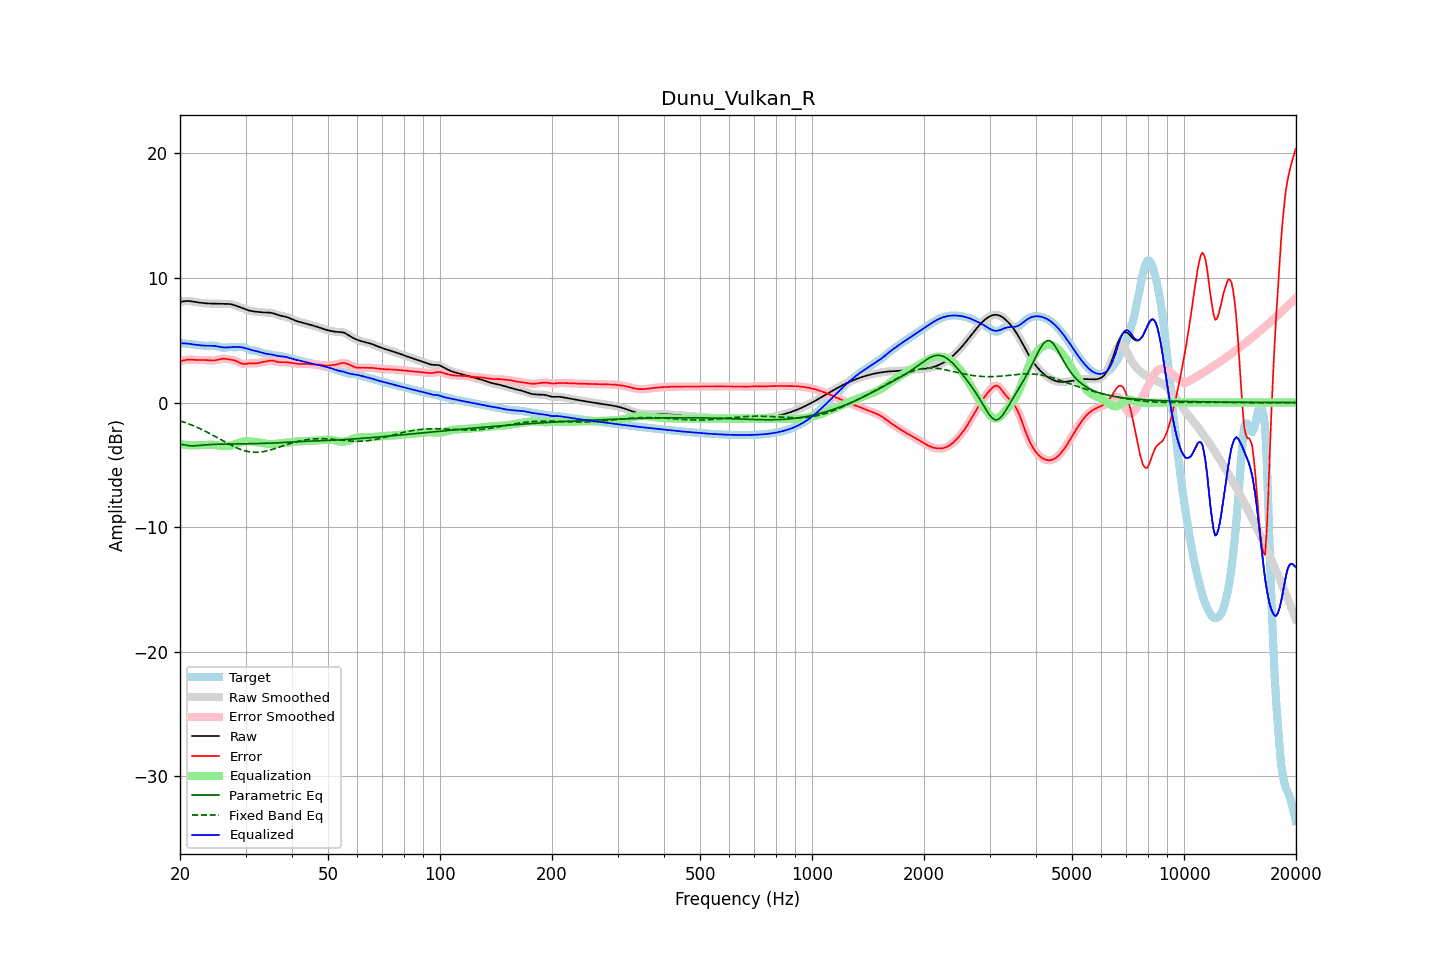 Dunu_Vulkan_R
20
10
0
−10
−20
−30
Amplitude (dBr)
Target
Raw Smoothed
Error Smoothed
Raw
Error
Equalization
Parametric Eq
Fixed Band Eq
Equalized
20 50 100 200 500 1000 2000 5000 10000 20000
Frequency (Hz)